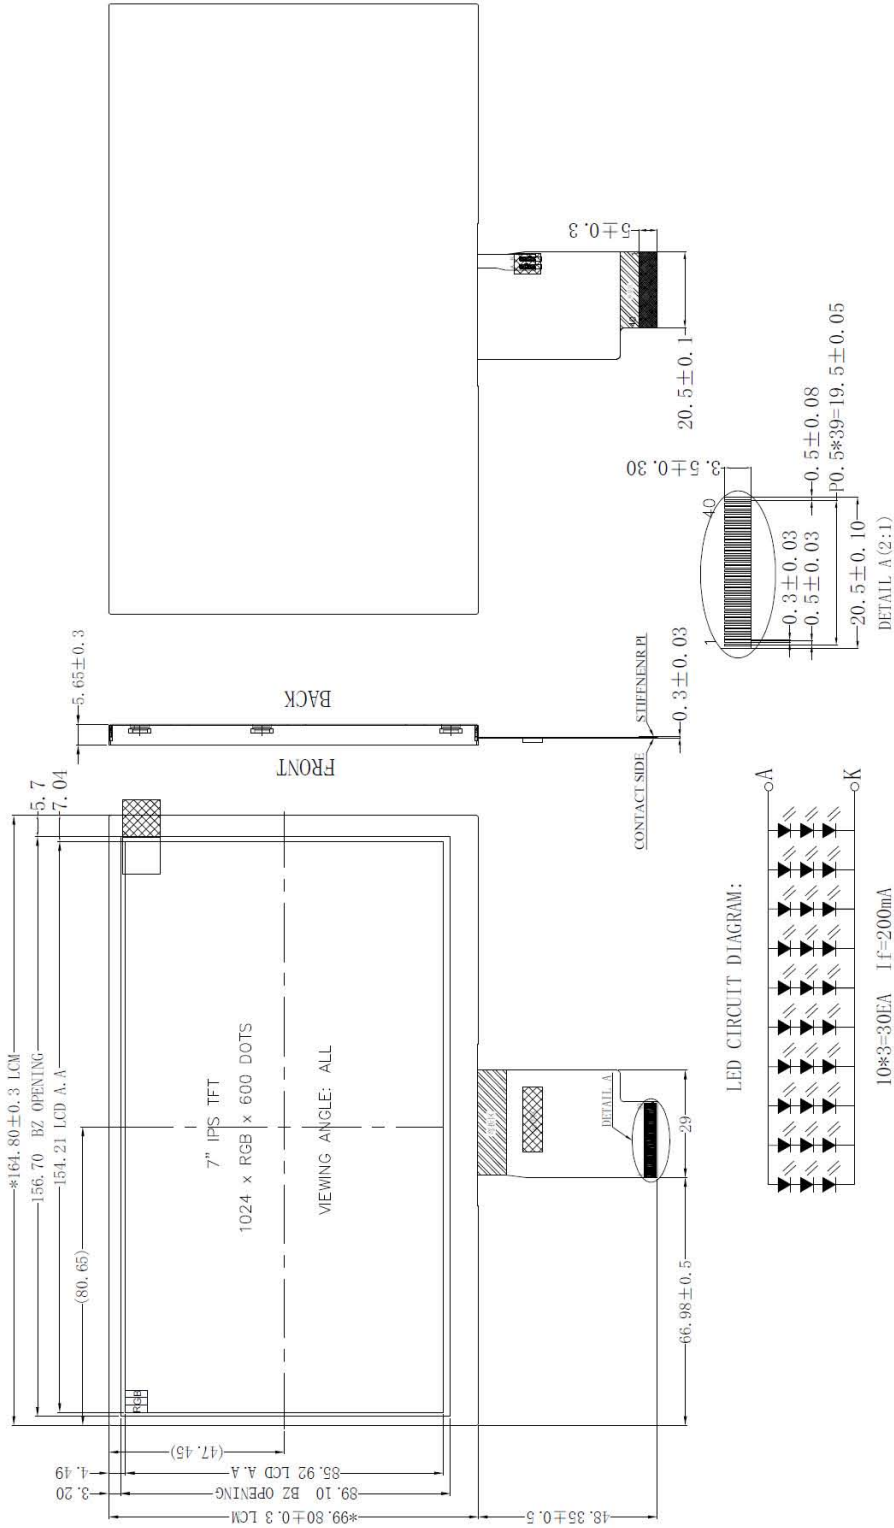 *164.80±0.3 LCM
156.70 BZ OPENING
154.21 LCD A.A
5.7
7.04
(80.65)
RGB
7" IPS TFT
1024 x RGB x 600 DOTS
VIEWING ANGLE: ALL
(47.45)
4.49
85.92 LCD A.A
3.20
89.10 BZ OPENING
*99.80±0.3 LCM
48.35±0.5
DETAIL A
29
66.98±0.5
5.65±0.3
FRONT
BACK
CONTACT SIDE
STIFFENENR PI
0.3±0.03
5±0.3
20.5±0.1
3.5±0.30
1
40
0.5±0.08
P0.5*39=19.5±0.05
0.3±0.03
0.5±0.03
20.5±0.10
DETAIL A(2:1)
LED CIRCUIT DIAGRAM:
A
K
10*3=30EA If=200mA